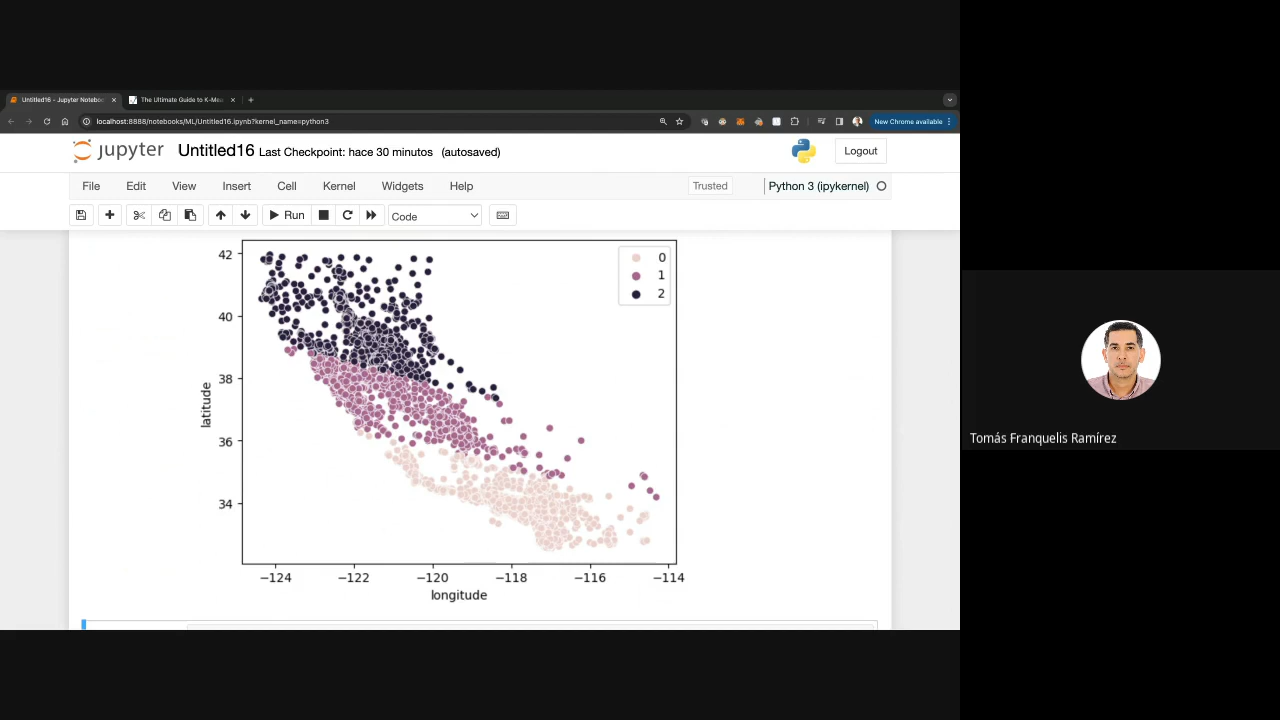 Untitled16 - Jupyter Noteboo
The Ultimate Guide to K-Mea
localhost:8888/notebooks/ML/Untitled16.ipynb?kernel_name=python3
New Chrome available
jupyter Untitled16 Last Checkpoint: hace 30 minutos (autosaved)
Logout
File Edit View Insert Cell Kernel Widgets Help
Trusted Python 3 (ipykernel)
Run Code
42
40
38
36
34
latitude
0
1
2
−124 −122 −120 −118 −116 −114
longitude
Tomás Franquelis Ramírez